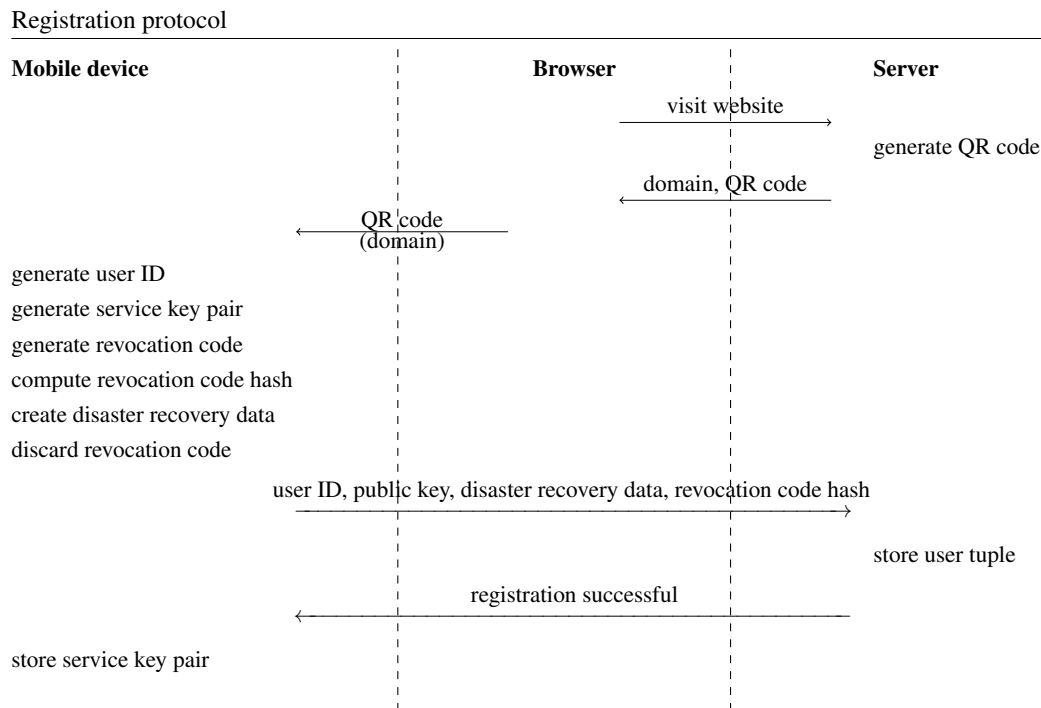 Registration protocol
Mobile device Browser Server
visit website
generate QR code
domain, QR code
QR code
(domain)
generate user ID
generate service key pair
generate revocation code
compute revocation code hash
create disaster recovery data
discard revocation code
user ID, public key, disaster recovery data, revocation code hash
store user tuple
registration successful
store service key pair